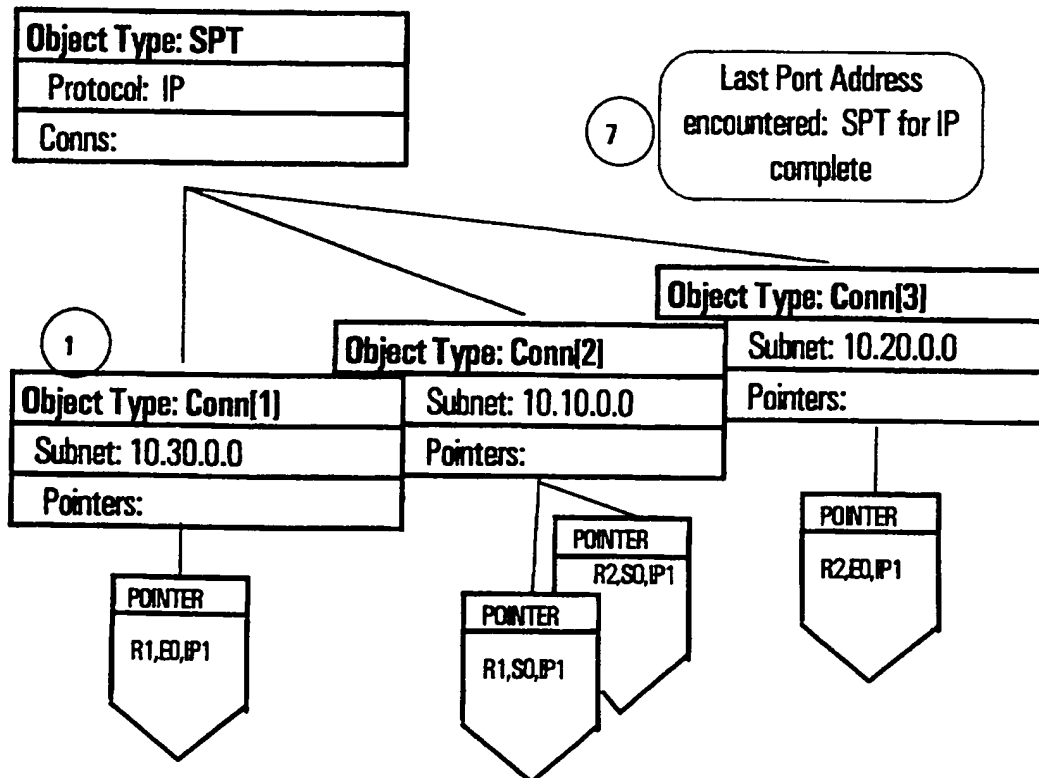 Object Type: SPT
Protocol: IP
Conns:
7
Last Port Address
encountered: SPT for IP
complete
1
Object Type: Conn[1]
Subnet: 10.30.0.0
Pointers:
POINTER
R1,E0,IP1
Object Type: Conn[2]
Subnet: 10.10.0.0
Pointers:
POINTER
R1,S0,IP1
POINTER
R2,S0,IP1
Object Type: Conn[3]
Subnet: 10.20.0.0
Pointers:
POINTER
R2,E0,IP1